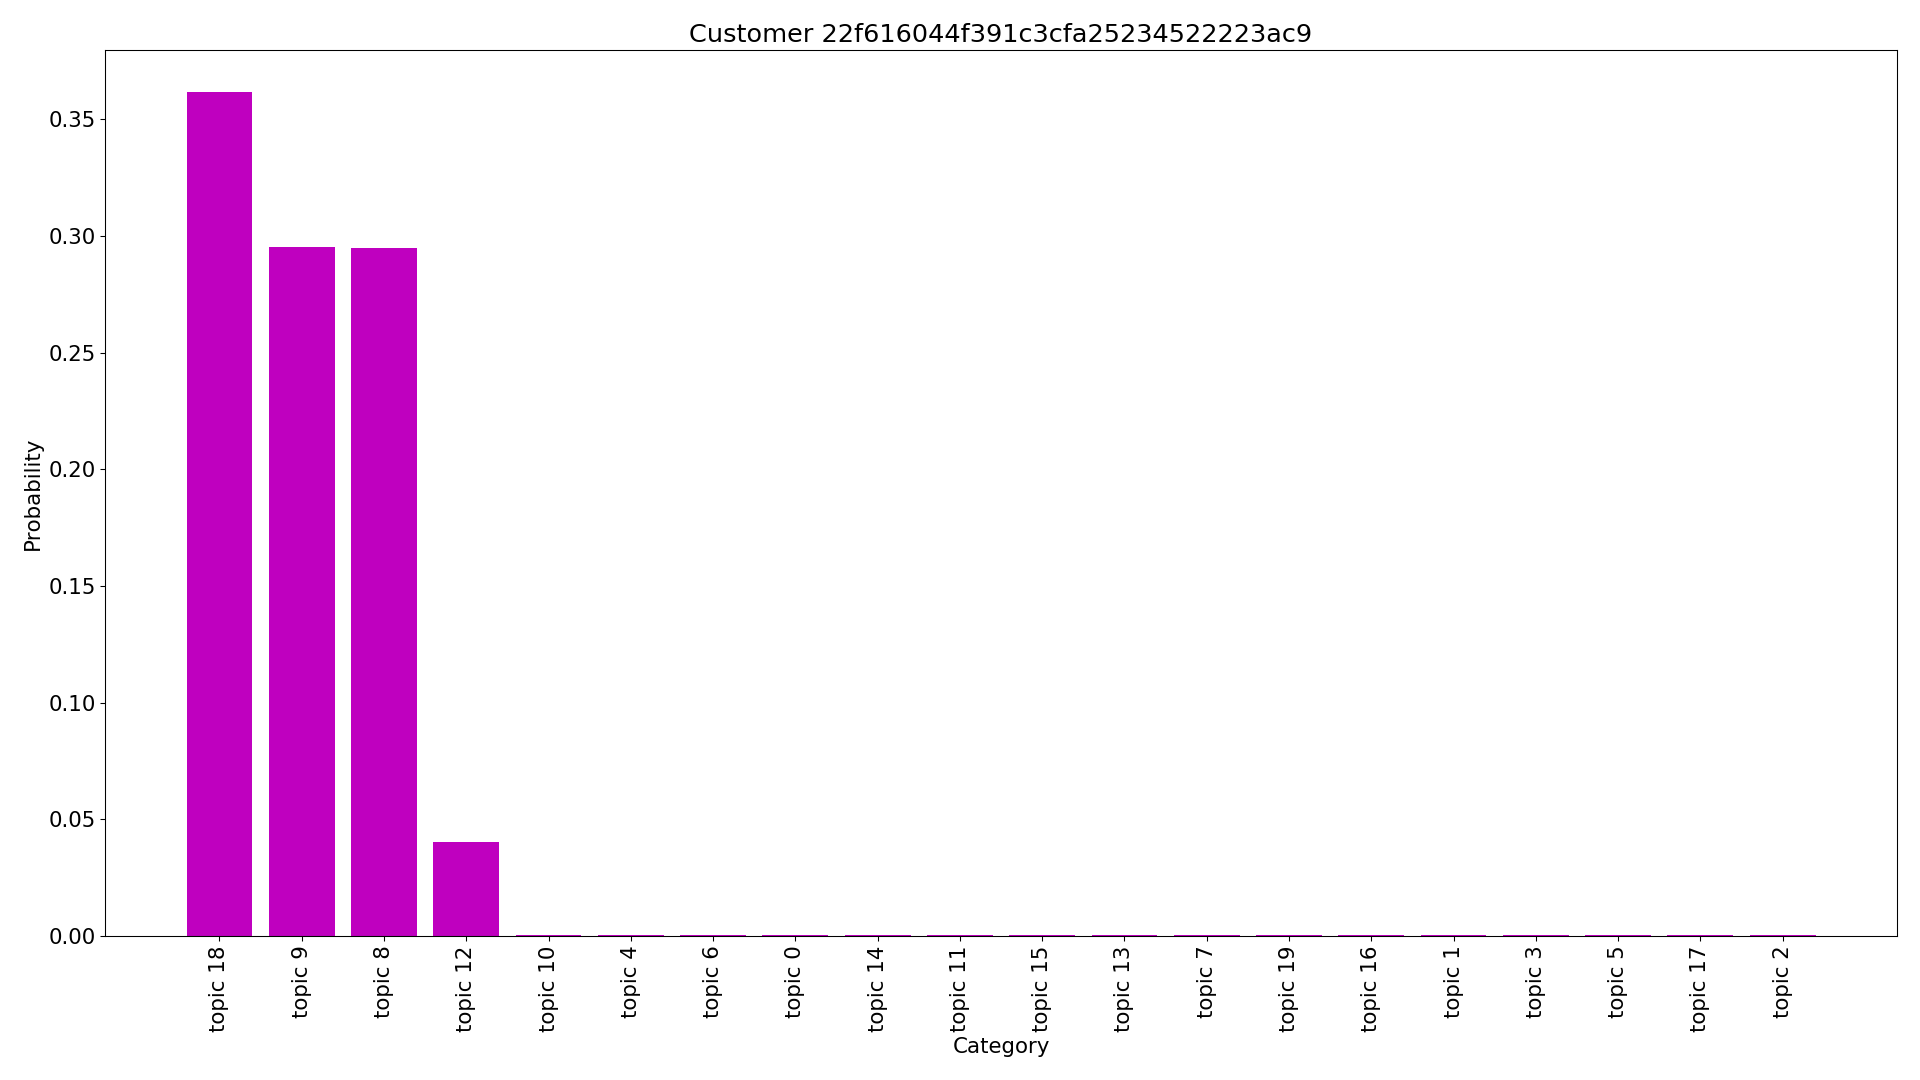 Customer 22f616044f391c3cfa25234522223ac9
Probability
0.35
0.30
0.25
0.20
0.15
0.10
0.05
0.00
topic 18
topic 9
topic 8
topic 12
topic 10
topic 4
topic 6
topic 0
topic 14
topic 11
topic 15
topic 13
topic 7
topic 19
topic 16
topic 1
topic 3
topic 5
topic 17
topic 2
Category